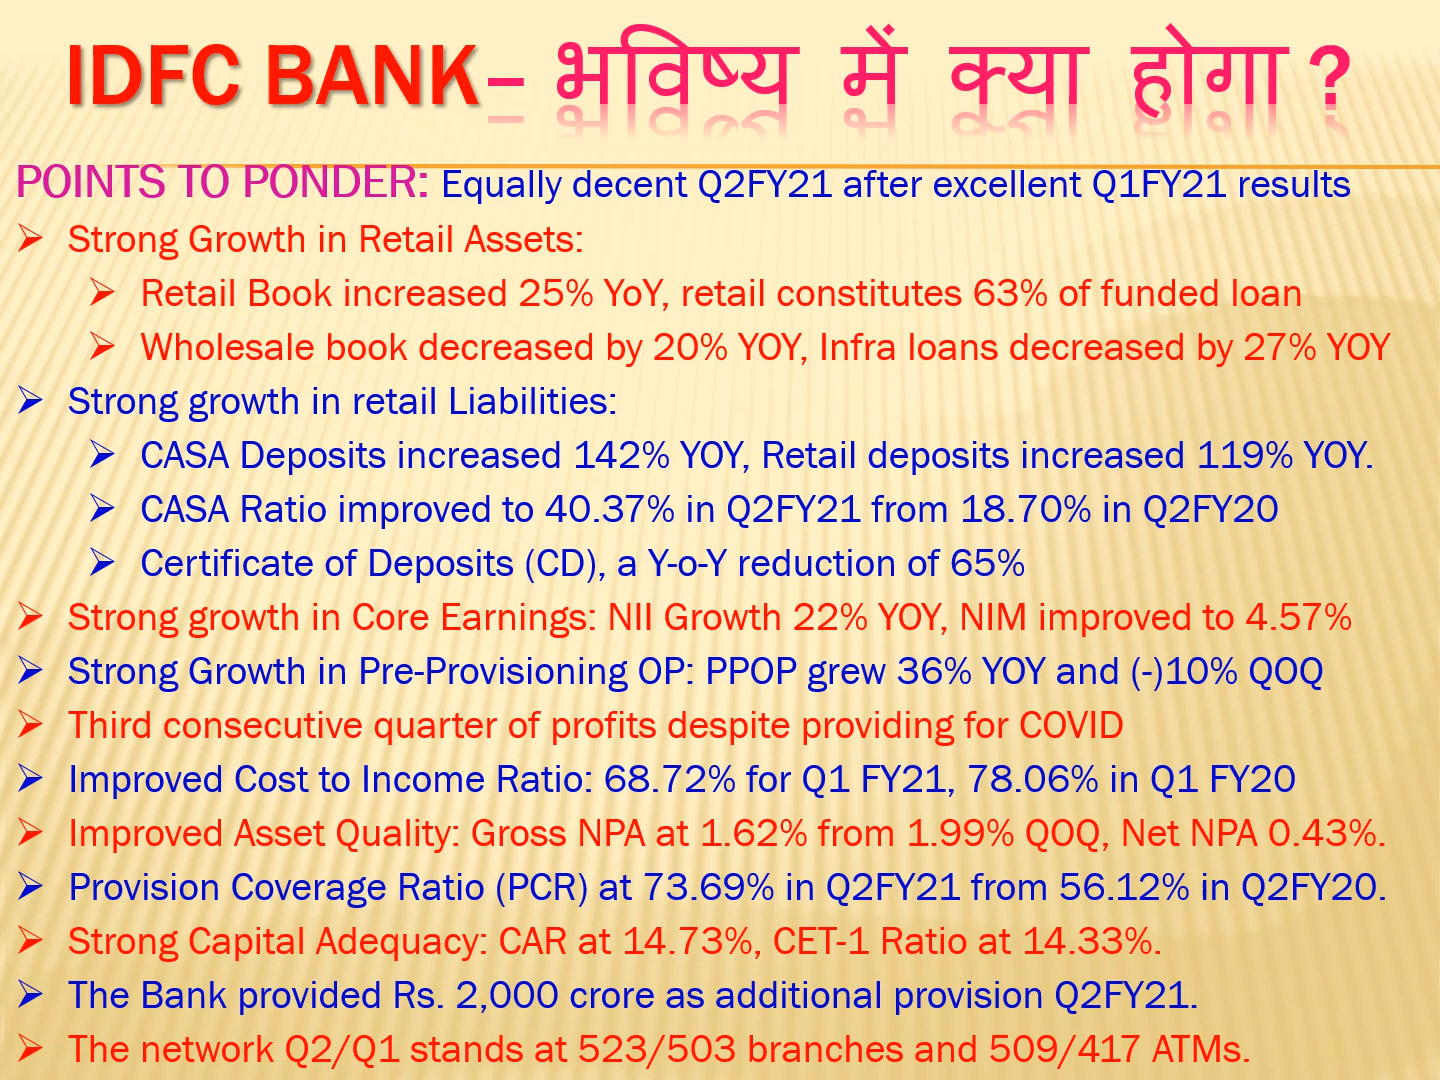 IDFC BANK– भविष्य में क्या होगा ?
POINTS TO PONDER: Equally decent Q2FY21 after excellent Q1FY21 results
➢ Strong Growth in Retail Assets:
➢ Retail Book increased 25% YoY, retail constitutes 63% of funded loan
➢ Wholesale book decreased by 20% YOY, Infra loans decreased by 27% YOY
➢ Strong growth in retail Liabilities:
➢ CASA Deposits increased 142% YOY, Retail deposits increased 119% YOY.
➢ CASA Ratio improved to 40.37% in Q2FY21 from 18.70% in Q2FY20
➢ Certificate of Deposits (CD), a Y-o-Y reduction of 65%
➢ Strong growth in Core Earnings: NII Growth 22% YOY, NIM improved to 4.57%
➢ Strong Growth in Pre-Provisioning OP: PPOP grew 36% YOY and (-)10% QOQ
➢ Third consecutive quarter of profits despite providing for COVID
➢ Improved Cost to Income Ratio: 68.72% for Q1 FY21, 78.06% in Q1 FY20
➢ Improved Asset Quality: Gross NPA at 1.62% from 1.99% QOQ, Net NPA 0.43%.
➢ Provision Coverage Ratio (PCR) at 73.69% in Q2FY21 from 56.12% in Q2FY20.
➢ Strong Capital Adequacy: CAR at 14.73%, CET-1 Ratio at 14.33%.
➢ The Bank provided Rs. 2,000 crore as additional provision Q2FY21.
➢ The network Q2/Q1 stands at 523/503 branches and 509/417 ATMs.